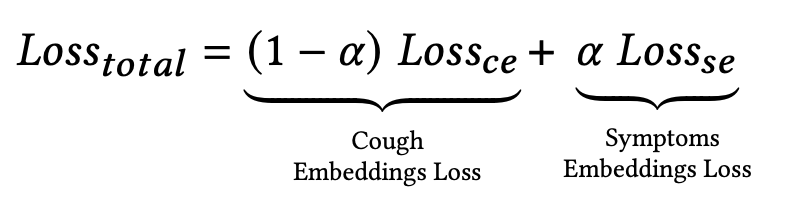 Loss_total = (1 − α) Loss_ce + α Loss_se
Cough
Embeddings Loss
Symptoms
Embeddings Loss